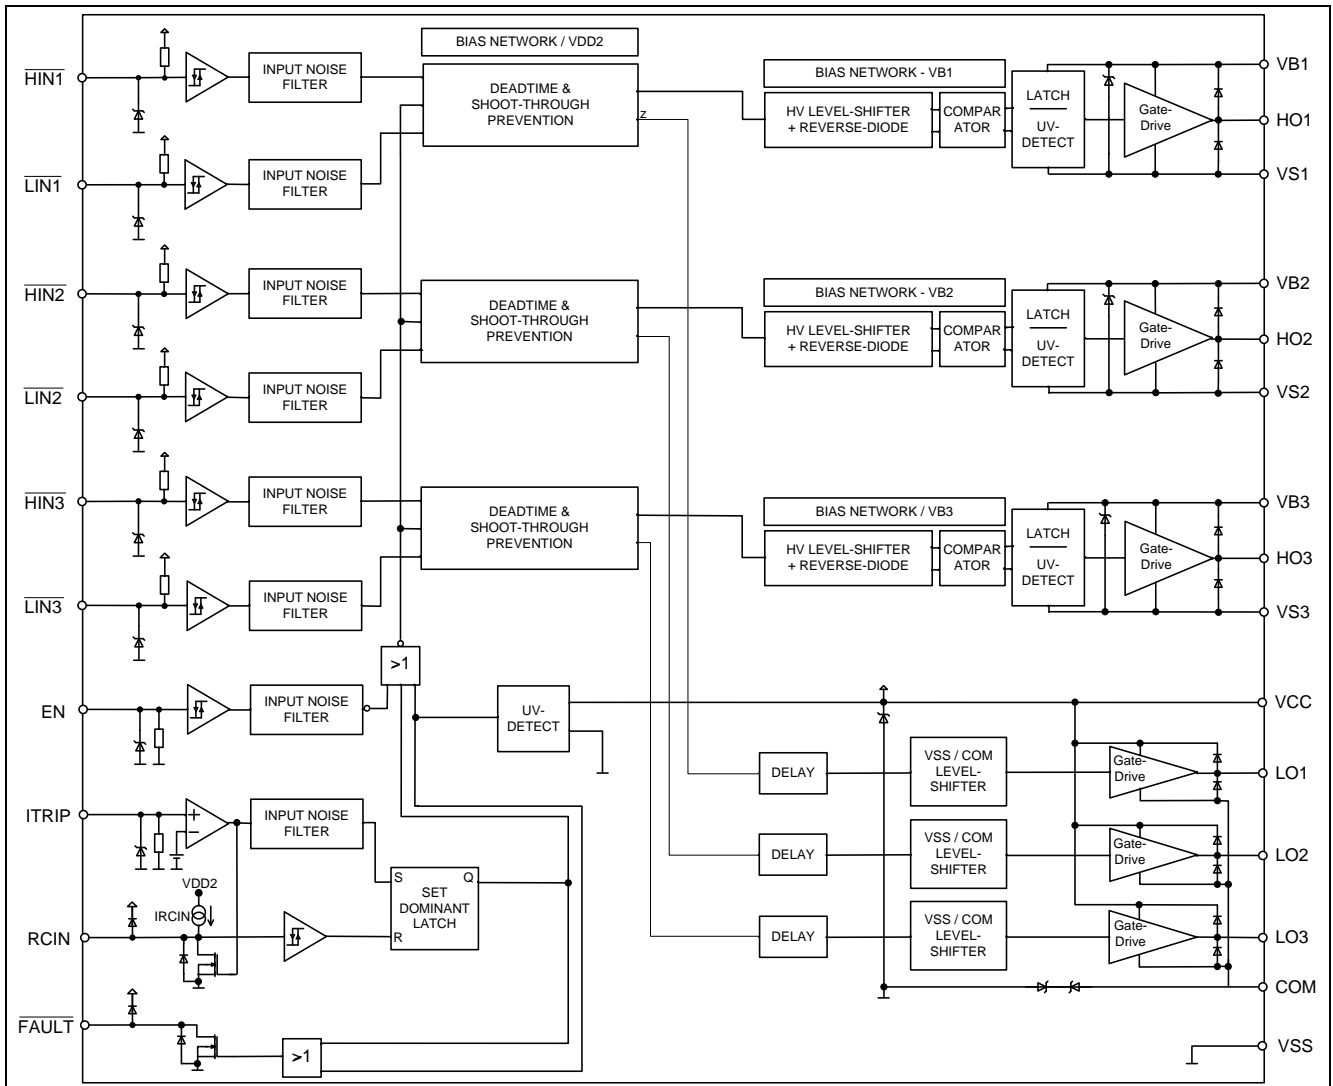 BIAS NETWORK / VDD2
HIN1
INPUT NOISE
FILTER
DEADTIME &
SHOOT-THROUGH
PREVENTION
Z
BIAS NETWORK - VB1
HV LEVEL-SHIFTER
+ REVERSE-DIODE
COMPAR
ATOR
LATCH
UV-
DETECT
Gate-
Drive
VB1
HO1
VS1
LIN1
INPUT NOISE
FILTER
HIN2
INPUT NOISE
FILTER
DEADTIME &
SHOOT-THROUGH
PREVENTION
BIAS NETWORK - VB2
HV LEVEL-SHIFTER
+ REVERSE-DIODE
COMPAR
ATOR
LATCH
UV-
DETECT
Gate-
Drive
VB2
HO2
VS2
LIN2
INPUT NOISE
FILTER
HIN3
INPUT NOISE
FILTER
DEADTIME &
SHOOT-THROUGH
PREVENTION
BIAS NETWORK / VB3
HV LEVEL-SHIFTER
+ REVERSE-DIODE
COMPAR
ATOR
LATCH
UV-
DETECT
Gate-
Drive
VB3
HO3
VS3
LIN3
INPUT NOISE
FILTER
>1
EN
INPUT NOISE
FILTER
UV-
DETECT
VCC
DELAY
VSS / COM
LEVEL-
SHIFTER
Gate-
Drive
LO1
ITRIP
+
−
INPUT NOISE
FILTER
DELAY
VSS / COM
LEVEL-
SHIFTER
Gate-
Drive
LO2
VDD2
IRCIN
RCIN
S
Q
SET
DOMINANT
LATCH
R
DELAY
VSS / COM
LEVEL-
SHIFTER
Gate-
Drive
LO3
COM
FAULT
>1
VSS